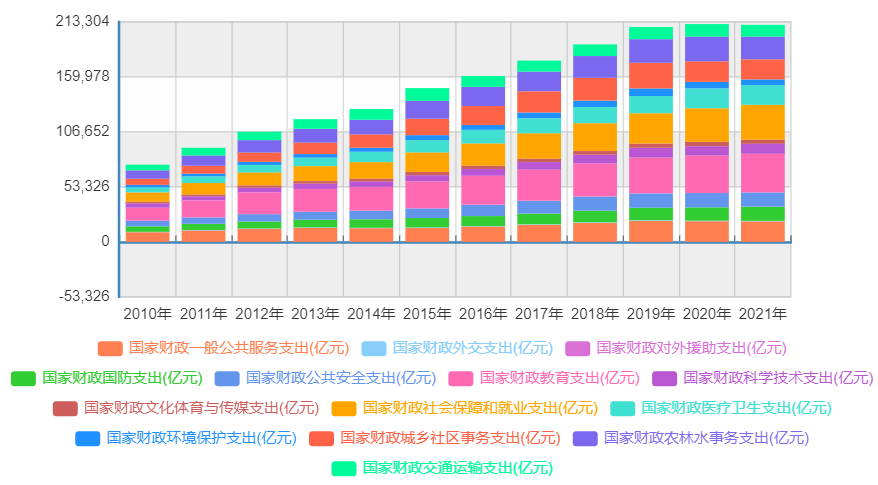 213,304
159,978
106,652
53,326
0
-53,326
2010年 2011年 2012年 2013年 2014年 2015年 2016年 2017年 2018年 2019年 2020年 2021年
国家财政一般公共服务支出(亿元) 国家财政外交支出(亿元) 国家财政对外援助支出(亿元)
国家财政国防支出(亿元) 国家财政公共安全支出(亿元) 国家财政教育支出(亿元) 国家财政科学技术支出(亿元)
国家财政文化体育与传媒支出(亿元) 国家财政社会保障和就业支出(亿元) 国家财政医疗卫生支出(亿元)
国家财政环境保护支出(亿元) 国家财政城乡社区事务支出(亿元) 国家财政农林水事务支出(亿元)
国家财政交通运输支出(亿元)